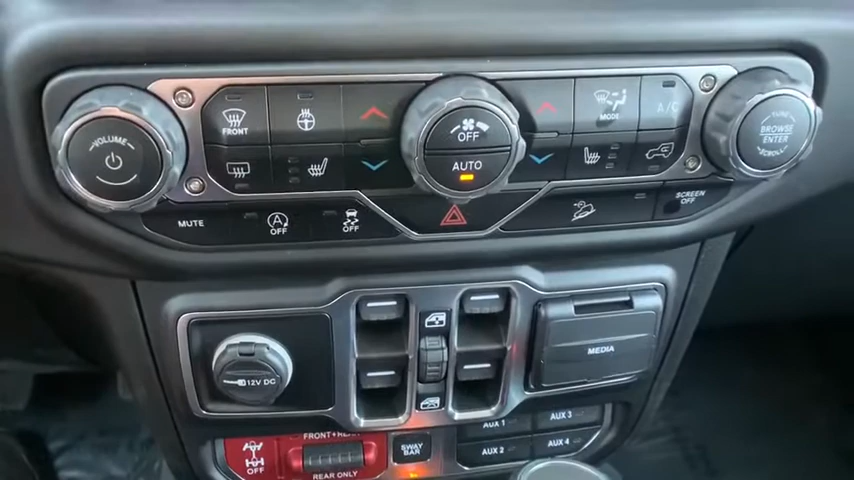 VOLUME
FRONT
OFF
AUTO
MODE
A/C
TUNE
BROWSE
ENTER
SCROLL
REAR
MUTE
A
OFF
OFF
SCREEN
OFF
12V DC
MEDIA
AUX 1
AUX 3
AUX 2
AUX 4
FRONT+REAR
REAR ONLY
OFF
SWAY
BAR